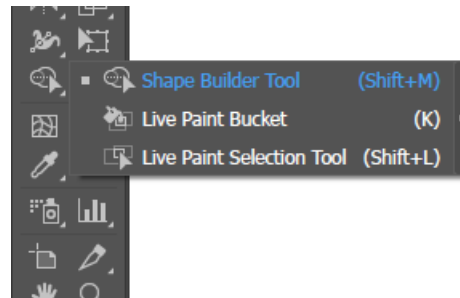 Shape Builder Tool (Shift+M)
Live Paint Bucket (K)
Live Paint Selection Tool (Shift+L)